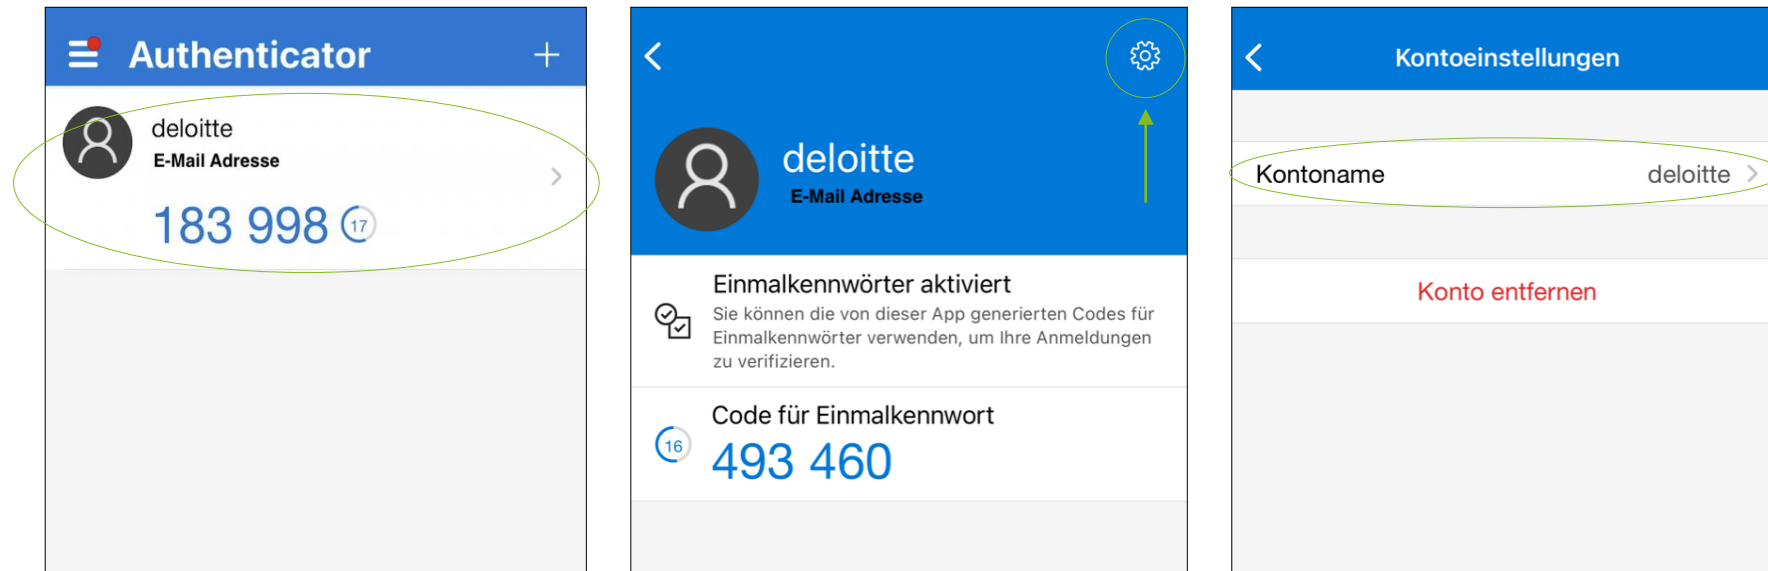 Authenticator
deloitte
E-Mail Adresse
183 998 17
deloitte
E-Mail Adresse
Einmalkennwörter aktiviert
Sie können die von dieser App generierten Codes für
Einmalkennwörter verwenden, um Ihre Anmeldungen
zu verifizieren.
Code für Einmalkennwort
16
493 460
Kontoeinstellungen
Kontoname deloitte
Konto entfernen